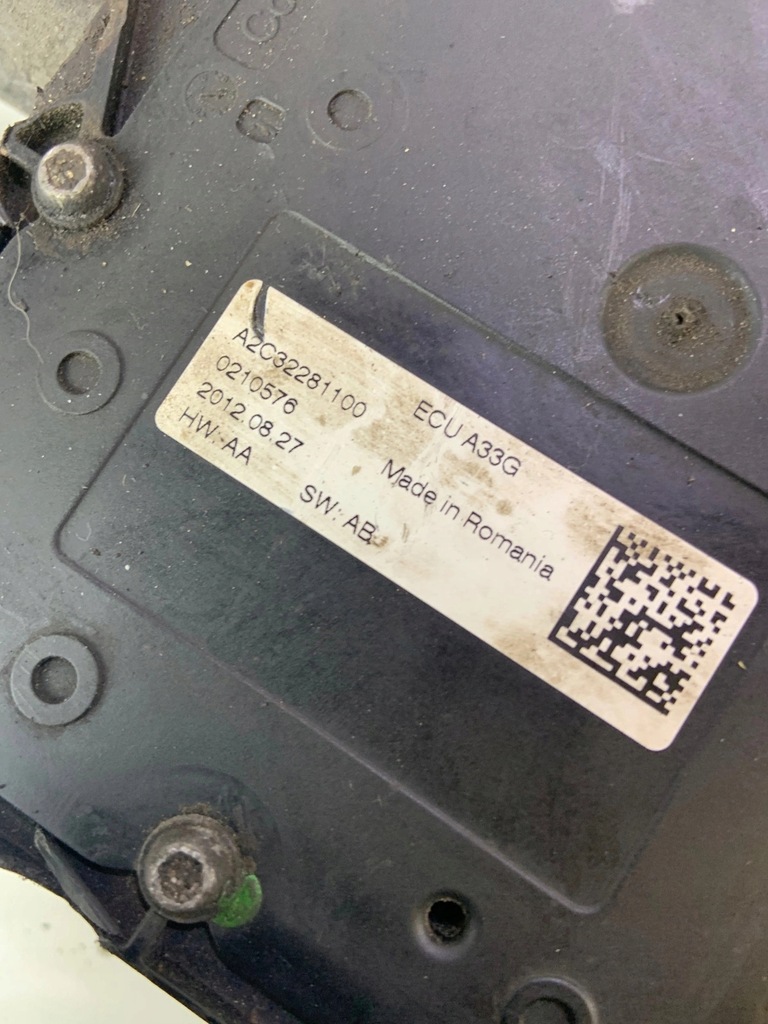 A2C32281100
0210576
2012.08.27
HW: AA
SW: AB
ECU A33G
Made in Romania